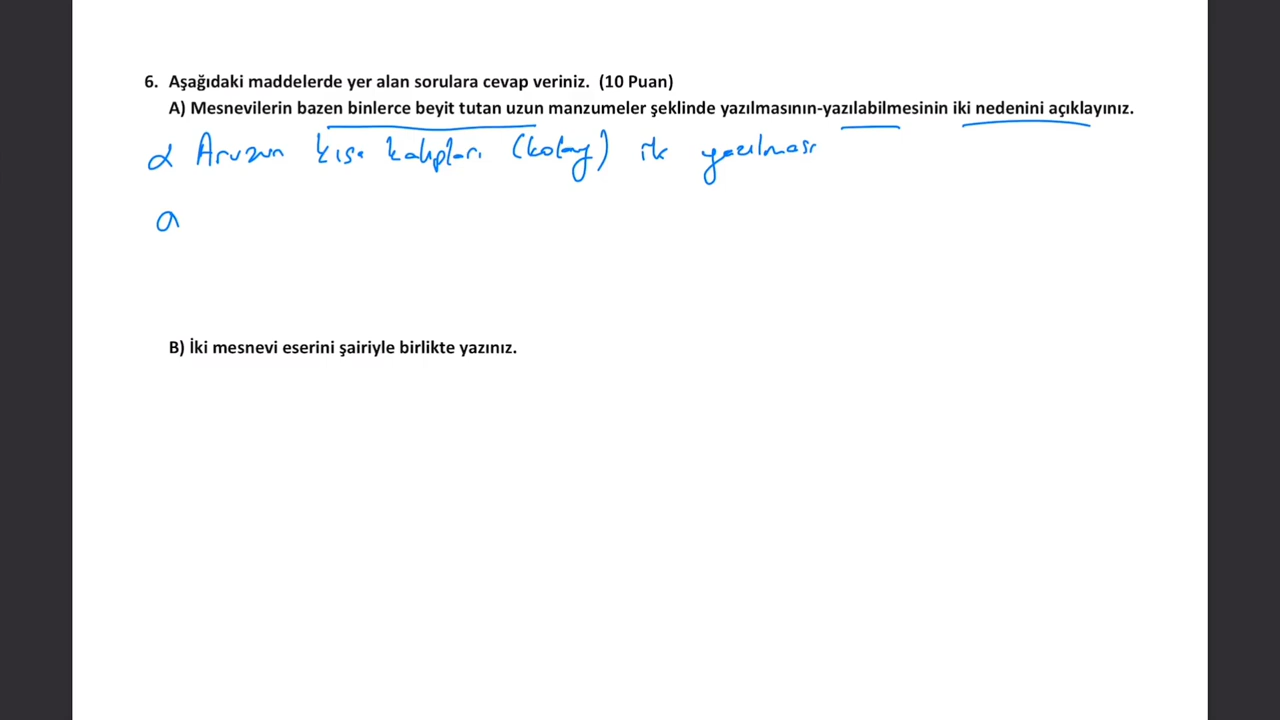 6. Aşağıdaki maddelerde yer alan sorulara cevap veriniz. (10 Puan)
A) Mesnevilerin bazen binlerce beyit tutan uzun manzumeler şeklinde yazılmasının-yazılabilmesinin iki nedenini açıklayınız.
Aruzun kısa kalıpları (kolay) ile yazılması
B) İki mesnevi eserini şairiyle birlikte yazınız.